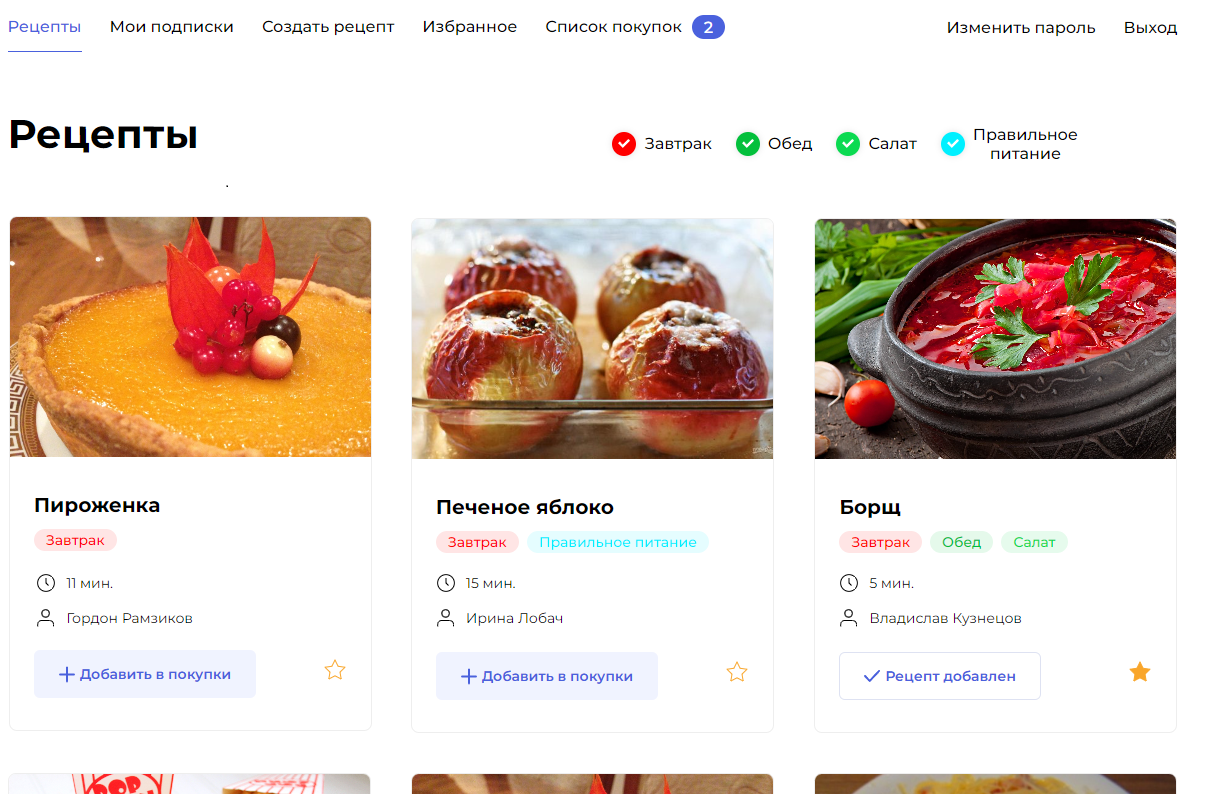 Рецепты Мои подписки Создать рецепт Избранное Список покупок 2 Изменить пароль Выход
Рецепты
Завтрак Обед Салат Правильное
питание
.
Пироженка
Завтрак
11 мин.
Гордон Рамзиков
Добавить в покупки
Печеное яблоко
Завтрак Правильное питание
15 мин.
Ирина Лобач
Добавить в покупки
Борщ
Завтрак Обед Салат
5 мин.
Владислав Кузнецов
Рецепт добавлен